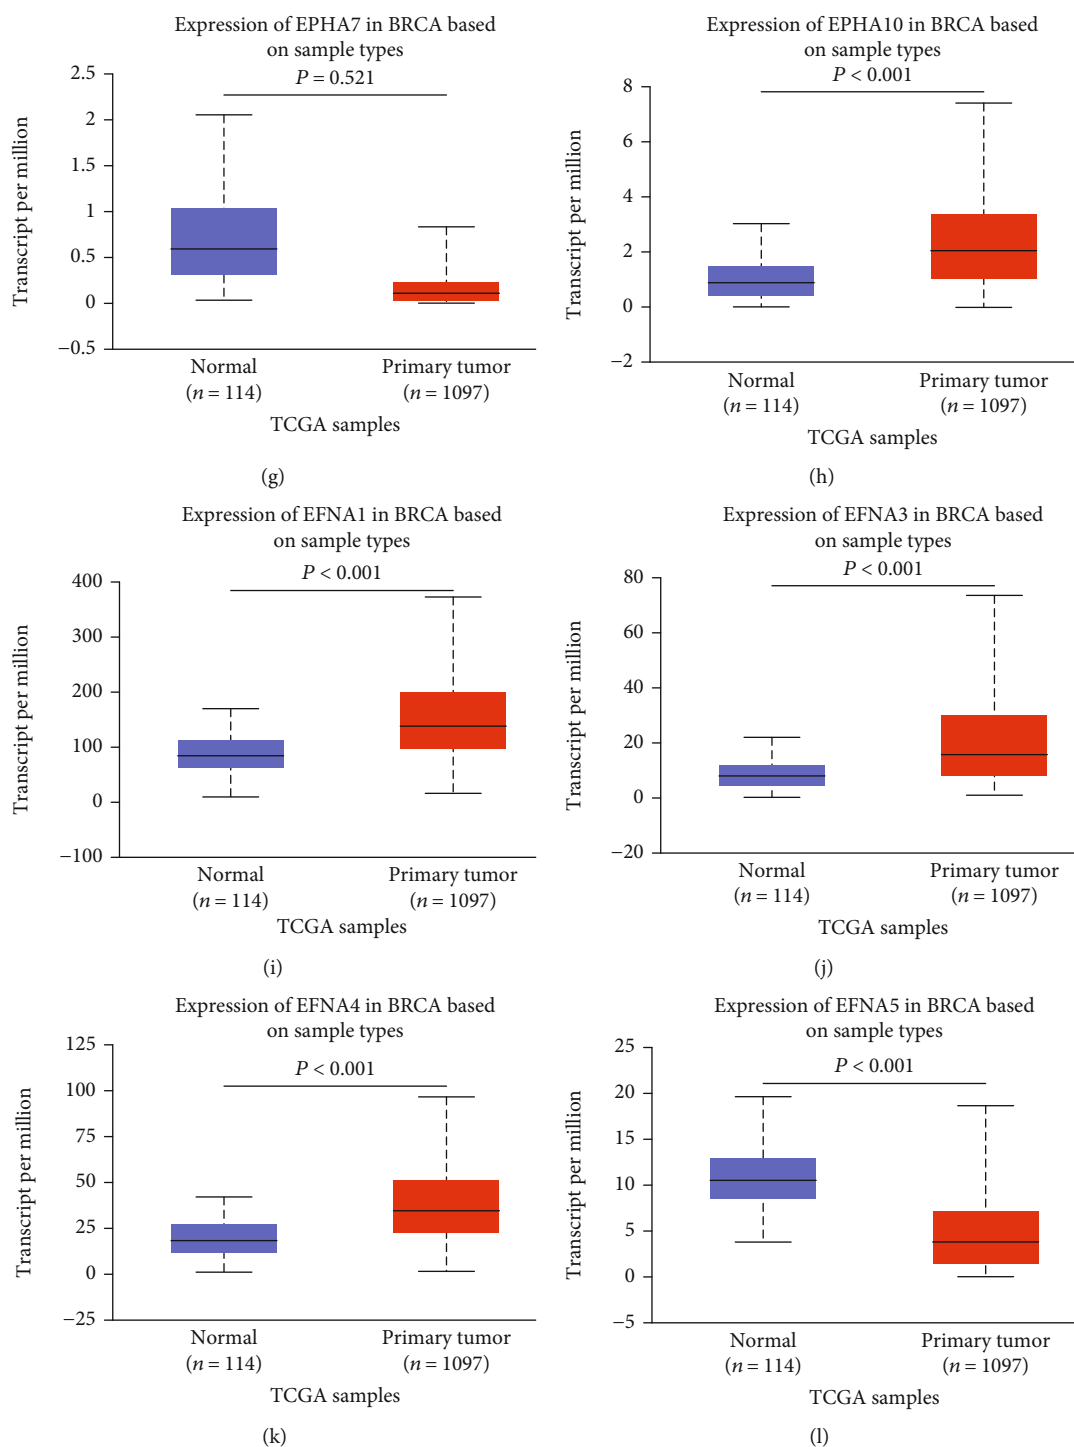 Expression of EPHA7 in BRCA based
on sample types
P = 0.521
Transcript per million
2.5
2
1.5
1
0.5
0
−0.5
Normal
(n = 114)
Primary tumor
(n = 1097)
TCGA samples
(g)
Expression of EPHA10 in BRCA based
on sample types
P < 0.001
Transcript per million
8
6
4
2
0
−2
Normal
(n = 114)
Primary tumor
(n = 1097)
TCGA samples
(h)
Expression of EFNA1 in BRCA based
on sample types
P < 0.001
Transcript per million
400
300
200
100
0
−100
Normal
(n = 114)
Primary tumor
(n = 1097)
TCGA samples
(i)
Expression of EFNA3 in BRCA based
on sample types
P < 0.001
Transcript per million
80
60
40
20
0
−20
Normal
(n = 114)
Primary tumor
(n = 1097)
TCGA samples
(j)
Expression of EFNA4 in BRCA based
on sample types
P < 0.001
Transcript per million
125
100
75
50
25
0
−25
Normal
(n = 114)
Primary tumor
(n = 1097)
TCGA samples
(k)
Expression of EFNA5 in BRCA based
on sample types
P < 0.001
Transcript per million
25
20
15
10
5
0
−5
Normal
(n = 114)
Primary tumor
(n = 1097)
TCGA samples
(l)